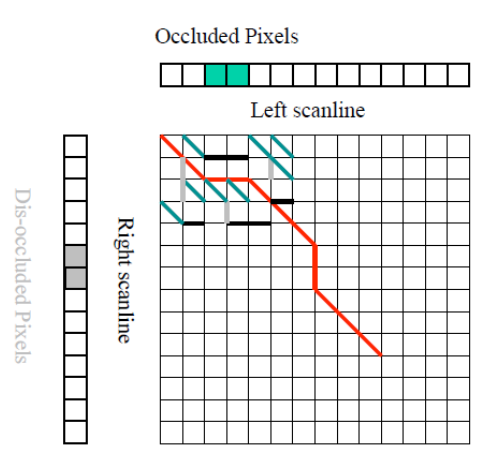 Occluded Pixels
Left scanline
Dis-occluded Pixels
Right scanline